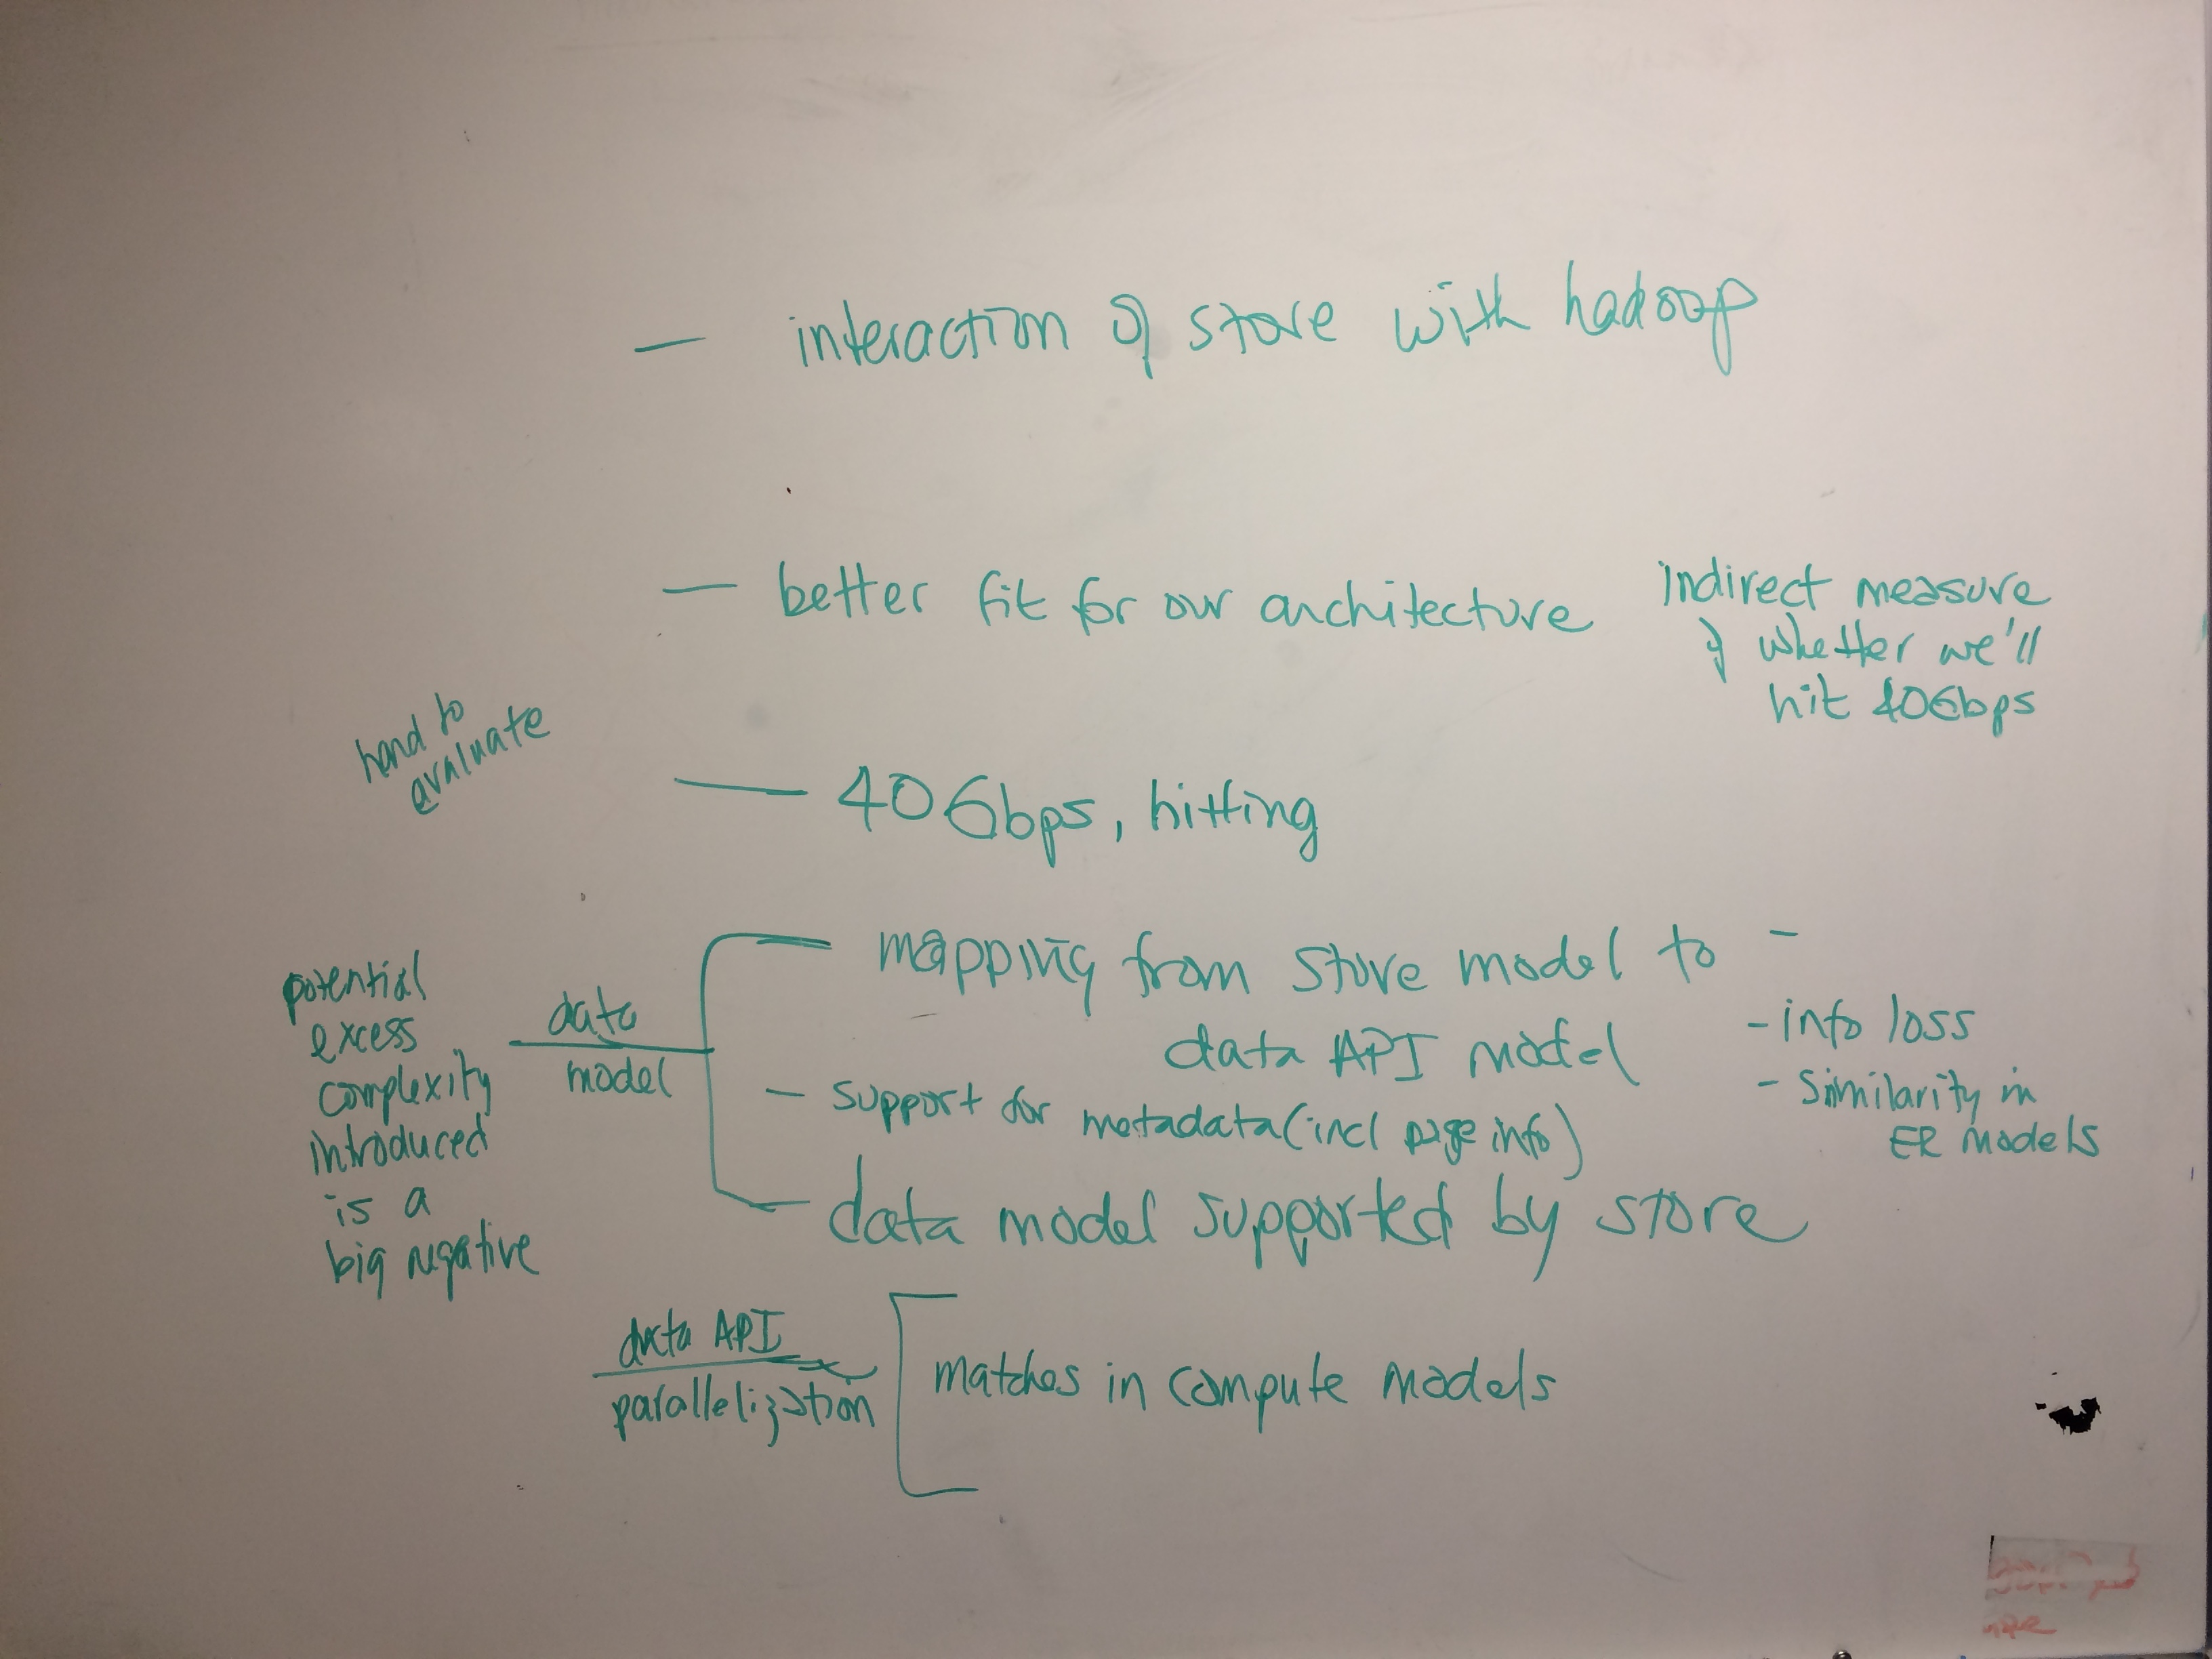 — interaction of store with hadoop
— better fit for our architecture
indirect measure
of whether we'll
hit 40Gbps
hard to
evaluate
— 40Gbps, hitting
potential
excess
complexity
introduced
is a
big negative
data
model
mapping from store model to
data API model
- support for metadata (incl page info)
data model supported by store
-
- info loss
- similarity in
ER models
data API
parallelization
matches in compute models